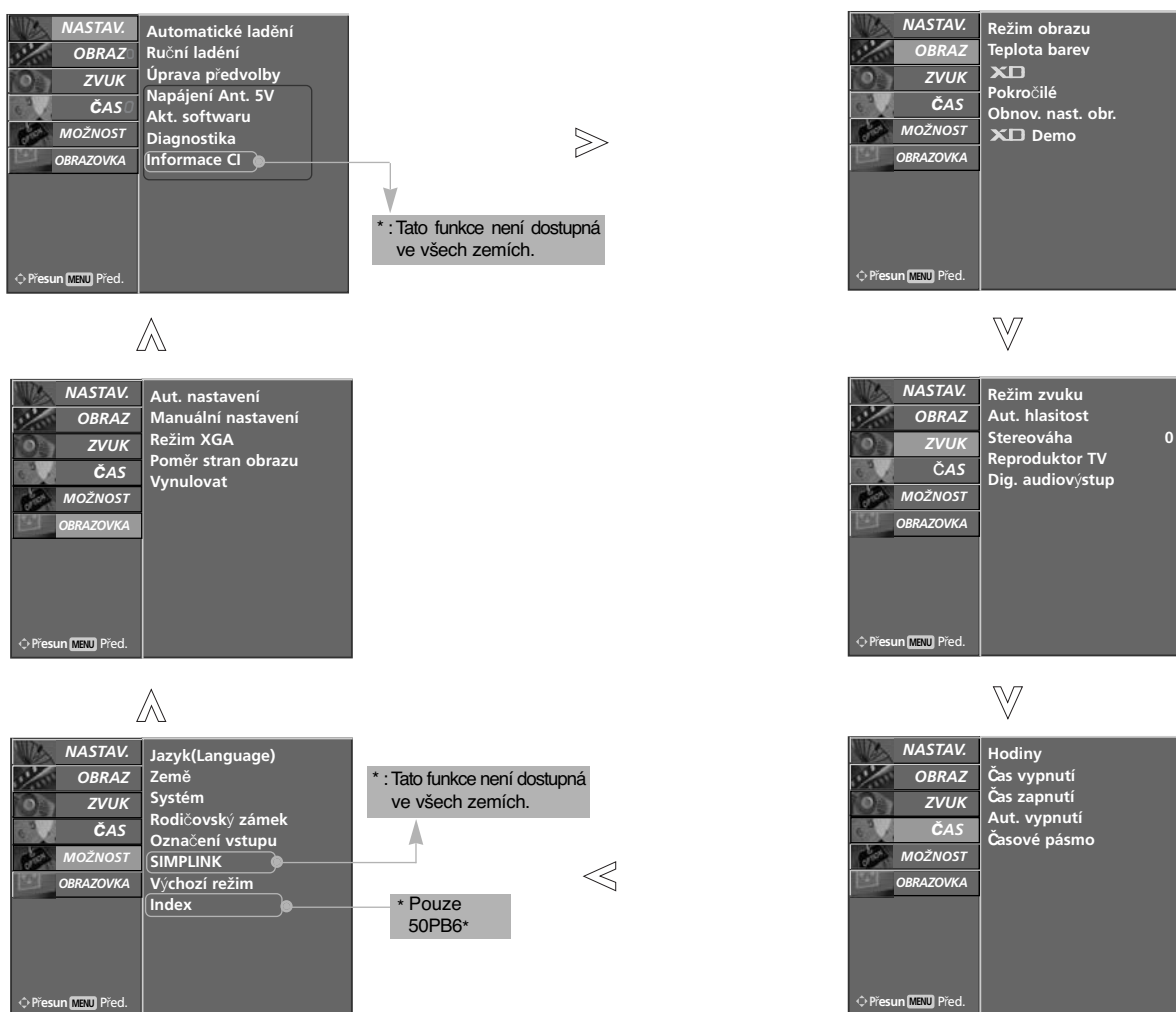 NASTAV.
OBRAZ0
ZVUK
ČAS0
MOŽNOST
OBRAZOVKA
Automatické ladění
Ruční ladéní
Úprava předvolby
Napájení Ant. 5V
Akt. softwaru
Diagnostika
Informace CI
Přesun MENU Před.
* : Tato funkce není dostupná
ve všech zemích.
NASTAV.
OBRAZ
ZVUK
ČAS
MOŽNOST
OBRAZOVKA
Režim obrazu
Teplota barev
XD
Pokročilé
Obnov. nast. obr.
XD Demo
Přesun MENU Před.
NASTAV.
OBRAZ
ZVUK
ČAS
MOŽNOST
OBRAZOVKA
Aut. nastavení
Manuální nastavení
Režim XGA
Poměr stran obrazu
Vynulovat
Přesun MENU Před.
NASTAV.
OBRAZ
ZVUK
ČAS
MOŽNOST
OBRAZOVKA
Režim zvuku
Aut. hlasitost
Stereováha 0
Reproduktor TV
Dig. audiovýstup
Přesun MENU Před.
NASTAV.
OBRAZ
ZVUK
ČAS
MOŽNOST
OBRAZOVKA
Jazyk(Language)
Země
Systém
Rodičovský zámek
Označení vstupu
SIMPLINK
Výchozí režim
Index
Přesun MENU Před.
* : Tato funkce není dostupná
ve všech zemích.
* Pouze
50PB6*
NASTAV.
OBRAZ
ZVUK
ČAS
MOŽNOST
OBRAZOVKA
Hodiny
Čas vypnutí
Čas zapnutí
Aut. vypnutí
Časové pásmo
Přesun MENU Před.